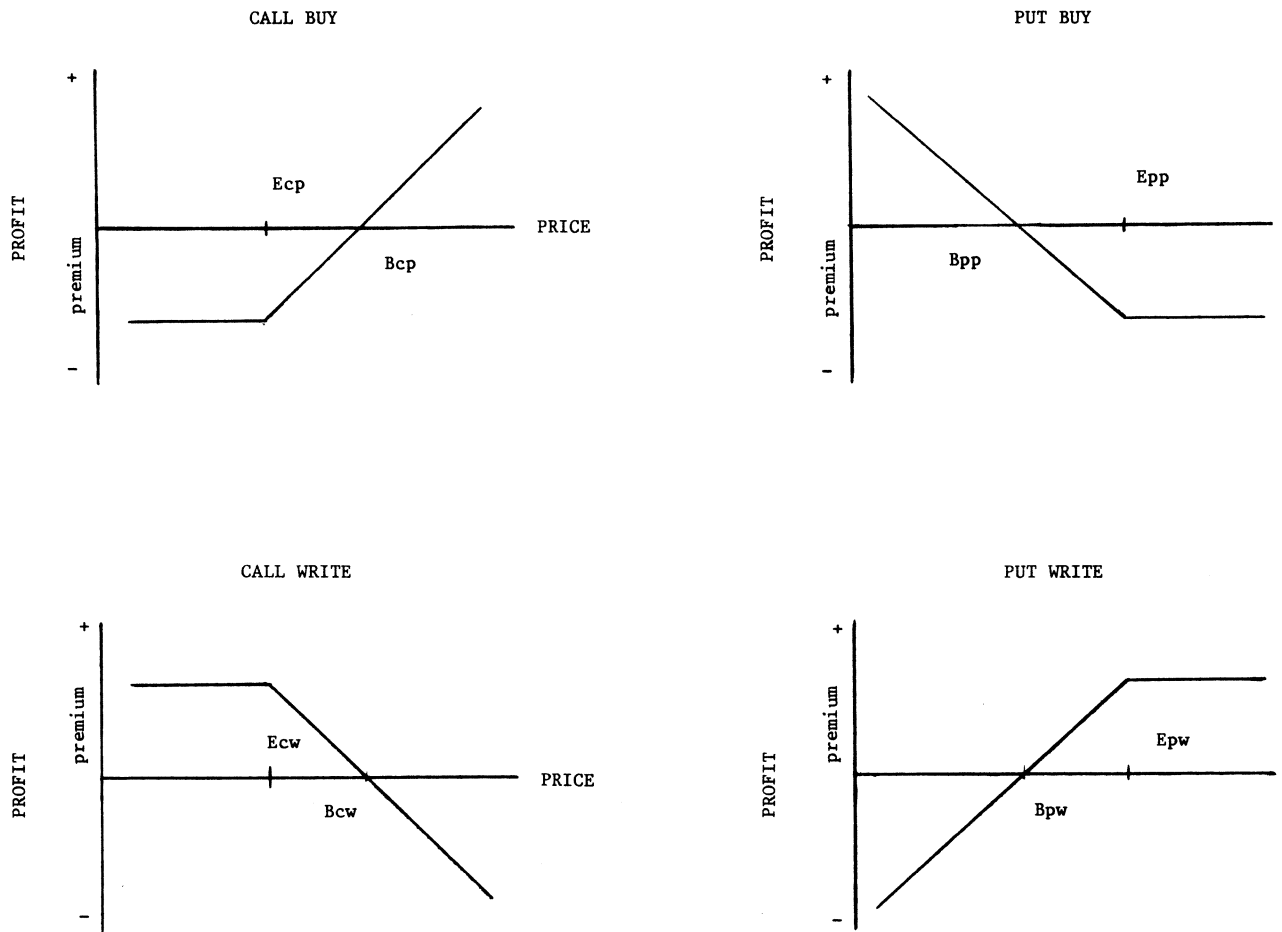 CALL BUY
+
Ecp
PROFIT
PRICE
premium
Bcp
-
PUT BUY
+
Epp
PROFIT
premium
Bpp
-
CALL WRITE
+
premium
Ecw
PROFIT
PRICE
Bcw
-
PUT WRITE
+
premium
Epw
PROFIT
Bpw
-